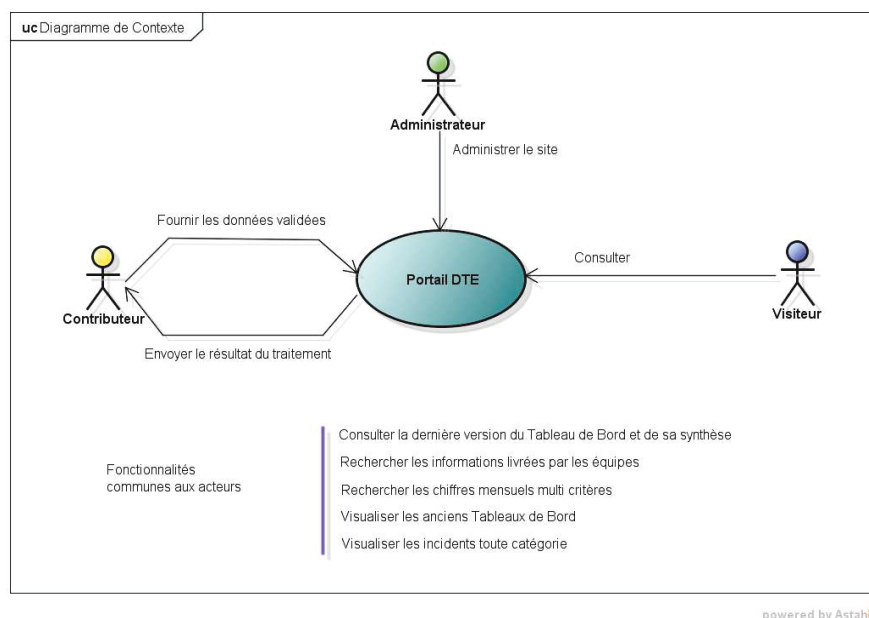 uc Diagramme de Contexte
Administrateur
Administrer le site
Fournir les données validées
Contributeur
Portail DTE
Consulter
Visiteur
Envoyer le résultat du traitement
Fonctionnalités
communes aux acteurs
Consulter la dernière version du Tableau de Bord et de sa synthèse
Rechercher les informations livrées par les équipes
Rechercher les chiffres mensuels multi critères
Visualiser les anciens Tableaux de Bord
Visualiser les incidents toute catégorie
powered by Astah